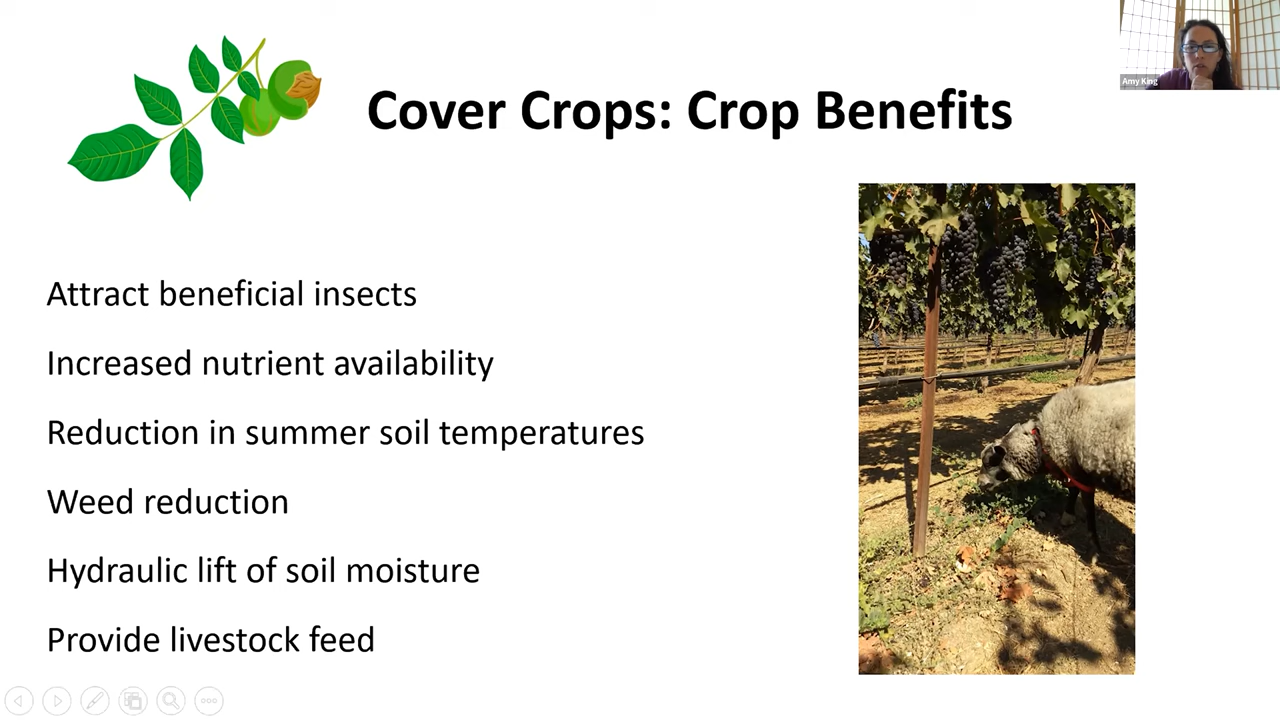 Amy King
Cover Crops: Crop Benefits
Attract beneficial insects
Increased nutrient availability
Reduction in summer soil temperatures
Weed reduction
Hydraulic lift of soil moisture
Provide livestock feed